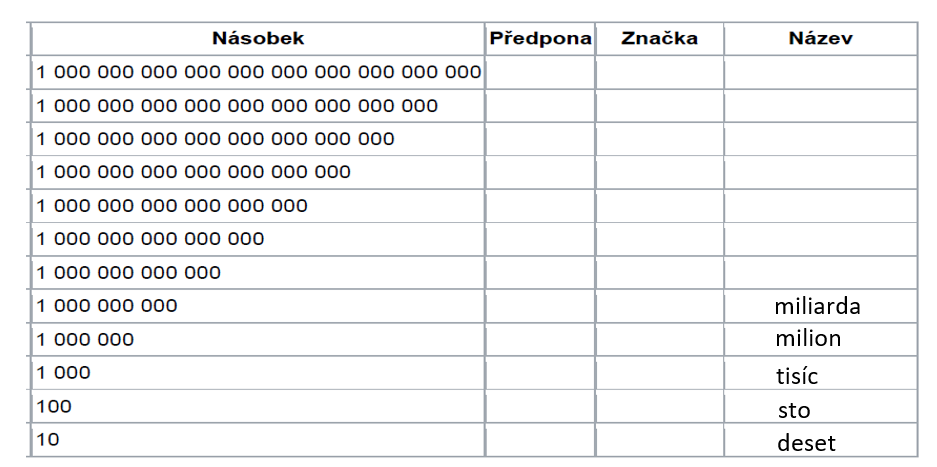 Násobek Předpona Značka Název
1 000 000 000 000 000 000 000 000 000 000
1 000 000 000 000 000 000 000 000 000
1 000 000 000 000 000 000 000 000
1 000 000 000 000 000 000 000
1 000 000 000 000 000 000
1 000 000 000 000 000
1 000 000 000 000
1 000 000 000 miliarda
1 000 000 milion
1 000 tisíc
100 sto
10 deset